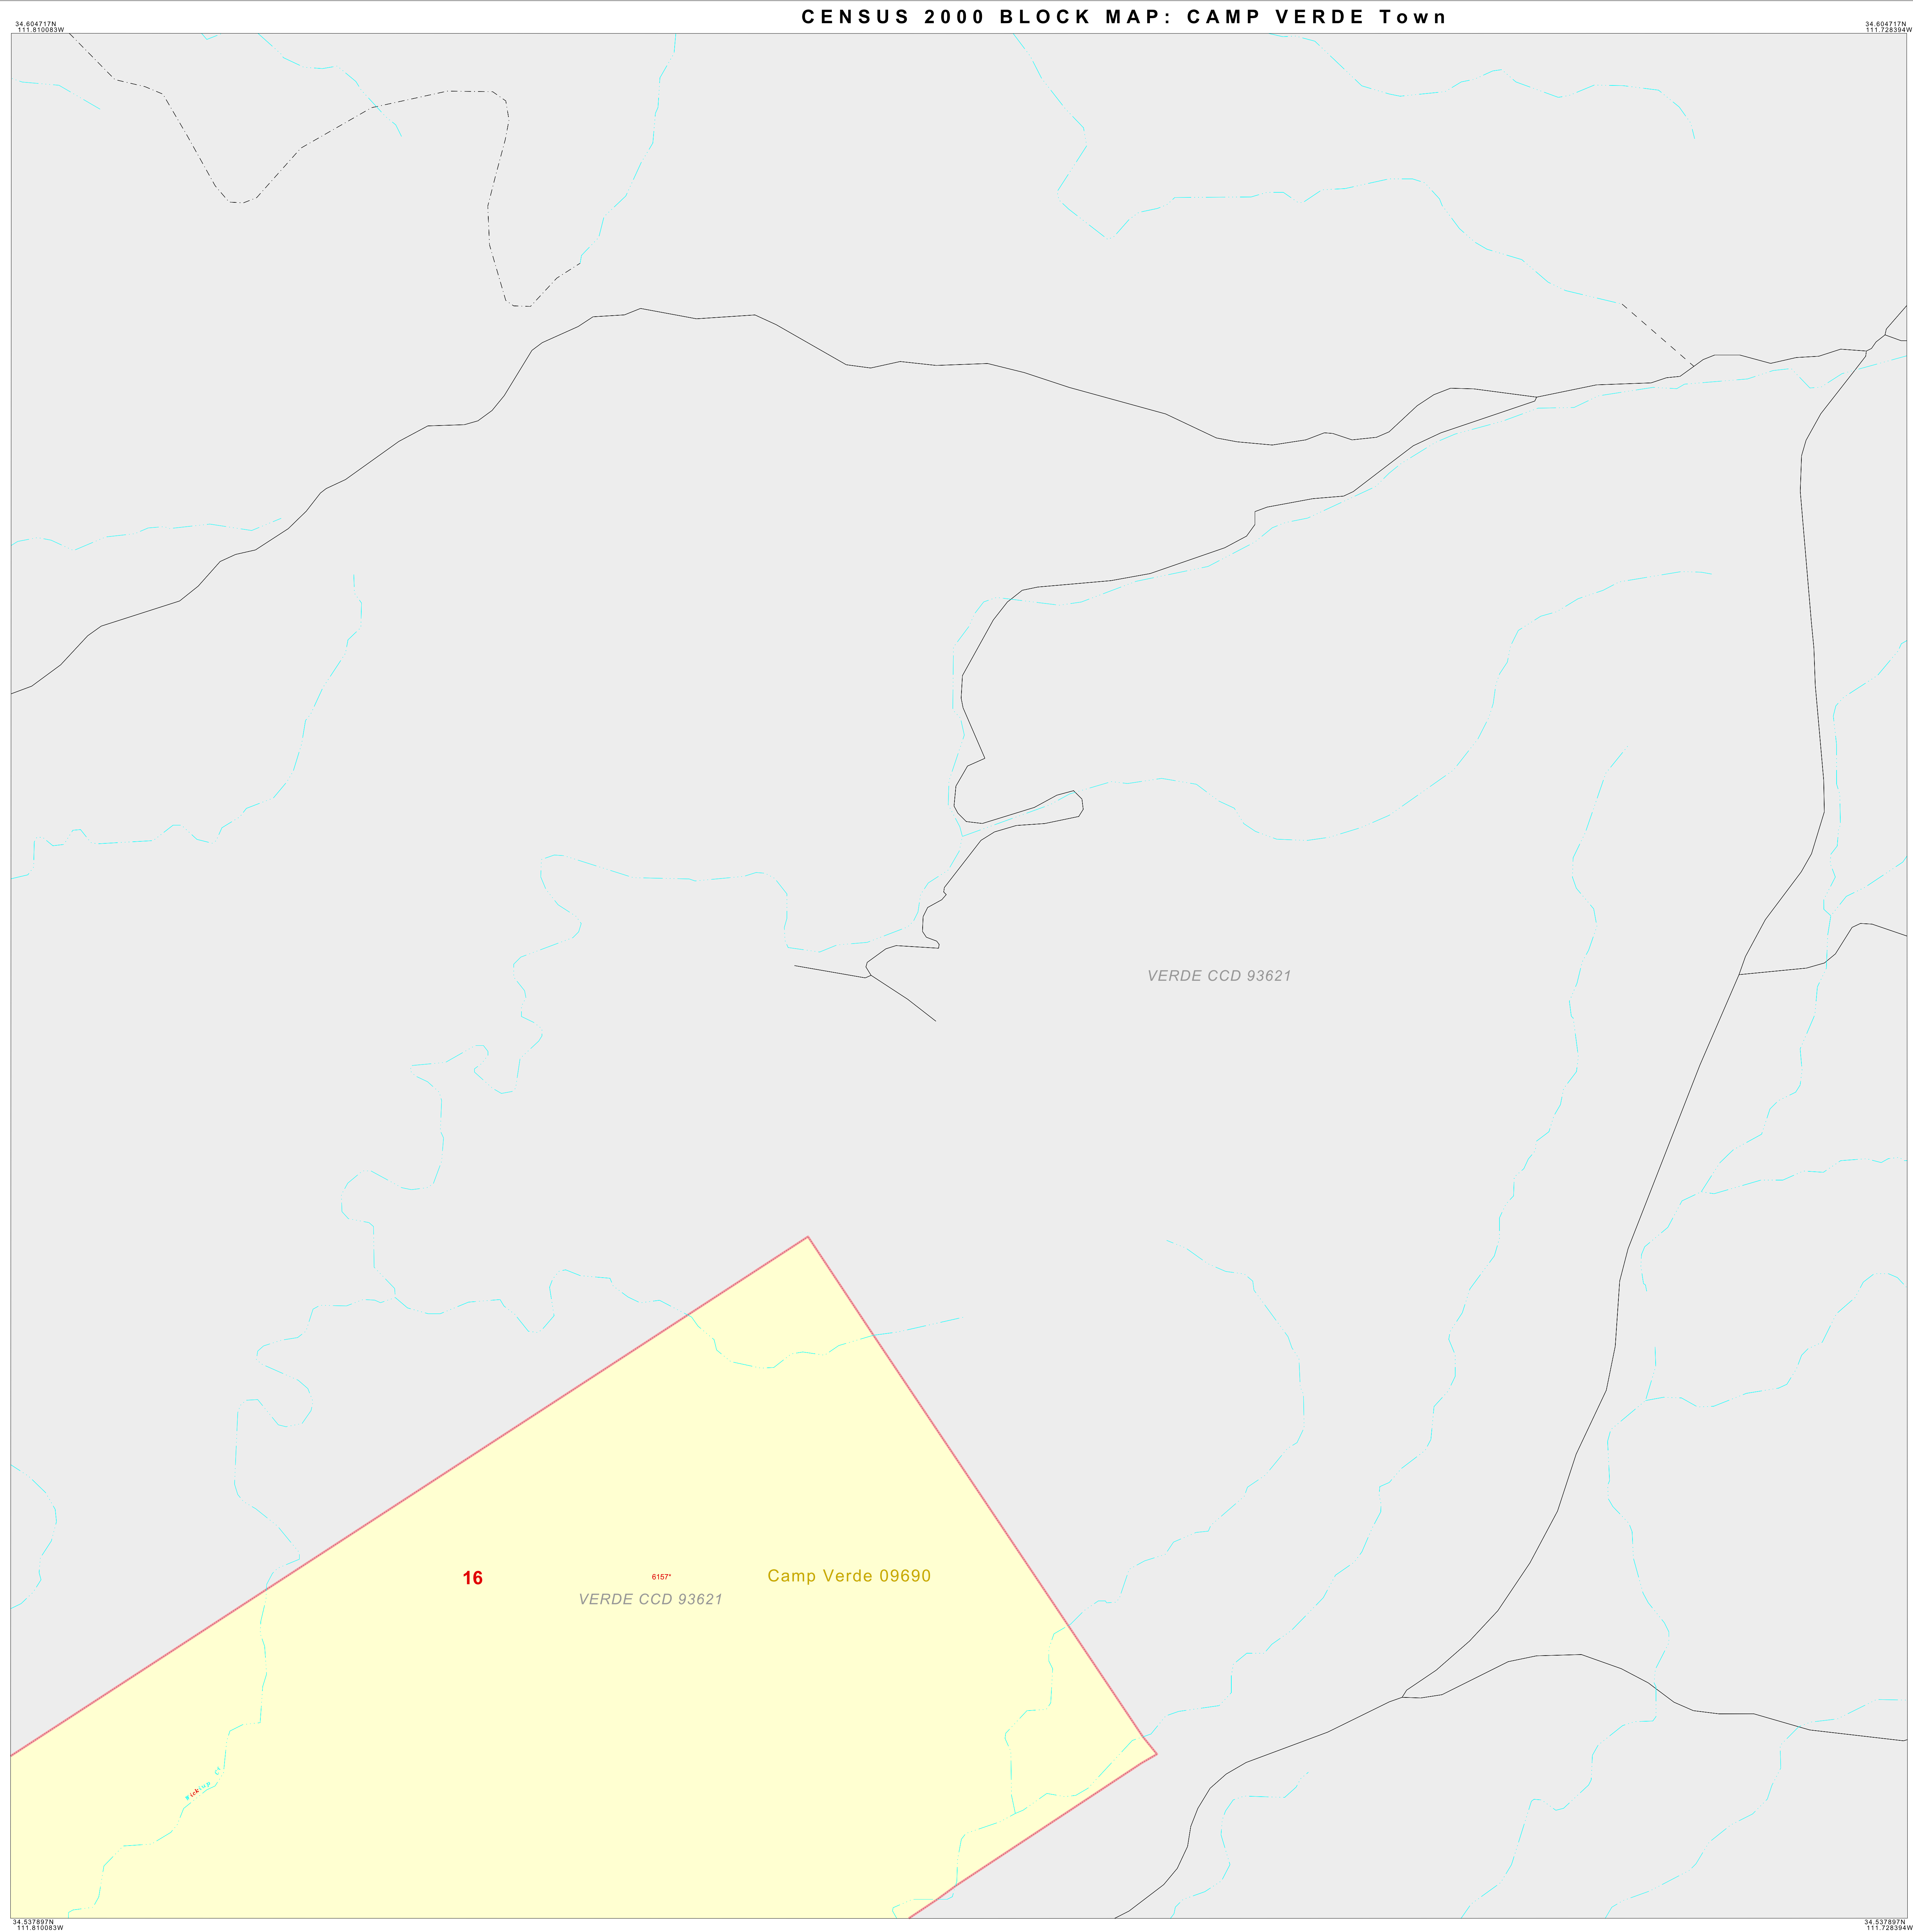 CENSUS 2000 BLOCK MAP: CAMP VERDE Town
34.604717N
111.810083W
34.604717N
111.728394W
VERDE CCD 93621
16
6157*
Camp Verde 09690
VERDE CCD 93621
34.537897N
111.810083W
34.537897N
111.728394W